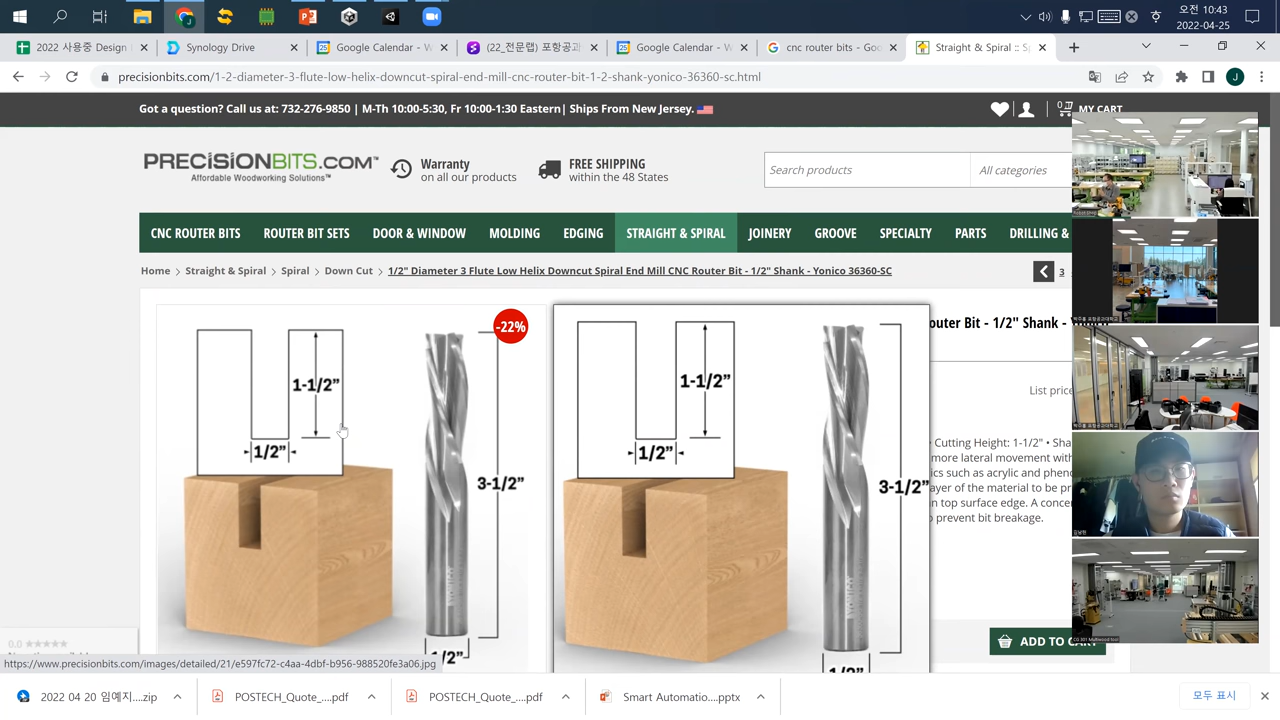 오전 10:43
2022-04-25
2022 사용중 Design
Synology Drive
Google Calendar - W
(22_전문랩) 포항공과
Google Calendar - W
cnc router bits - Goo
Straight & Spiral :: S
precisionbits.com/1-2-diameter-3-flute-low-helix-downcut-spiral-end-mill-cnc-router-bit-1-2-shank-yonico-36360-sc.html
J
Got a question? Call us at: 732-276-9850 | M-Th 10:00-5:30, Fr 10:00-1:30 Eastern| Ships From New Jersey.
0
MY CART
PRECISIONBITS.COM
Affordable Woodworking Solutions™
Warranty
on all our products
FREE SHIPPING
within the 48 States
Search products
All categories
CNC ROUTER BITS
ROUTER BIT SETS
DOOR & WINDOW
MOLDING
EDGING
STRAIGHT & SPIRAL
JOINERY
GROOVE
SPECIALTY
PARTS
DRILLING &
Home
Straight & Spiral
Spiral
Down Cut
1/2" Diameter 3 Flute Low Helix Downcut Spiral End Mill CNC Router Bit - 1/2" Shank - Yonico 36360-SC
3
-22%
1-1/2”
1/2”
3-1/2”
1/2”
1-1/2”
1/2”
3-1/2”
1/2”
outer Bit - 1/2" Shank -
List price
Cutting Height: 1-1/2" • Sha
more lateral movement with
ics such as acrylic and phen
ayer of the material to be pr
n top surface edge. A conce
prevent bit breakage.
ADD TO CART
0.0
https://www.precisionbits.com/images/detailed/21/e597fc72-c4aa-4dbf-b956-988520fe3a06.jpg
2022 04 20 임예지....zip
POSTECH_Quote_....pdf
POSTECH_Quote_....pdf
Smart Automatio....pptx
모두 표시